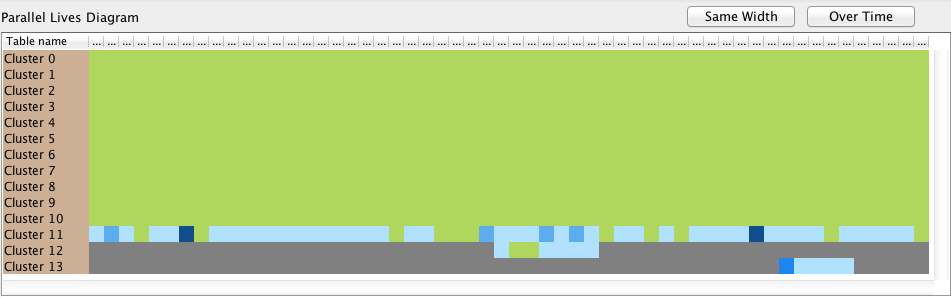 Parallel Lives Diagram Same Width Over Time
Table name ... ... ... ... ... ... ... ... ... ... ... ... ... ... ... ... ... ... ... ... ... ... ... ... ... ... ... ... ... ... ... ... ... ... ... ... ... ... ... ... ... ... ... ... ... ... ... ... ... ... ... ... ... ... ... ...
Cluster 0
Cluster 1
Cluster 2
Cluster 3
Cluster 4
Cluster 5
Cluster 6
Cluster 7
Cluster 8
Cluster 9
Cluster 10
Cluster 11
Cluster 12
Cluster 13